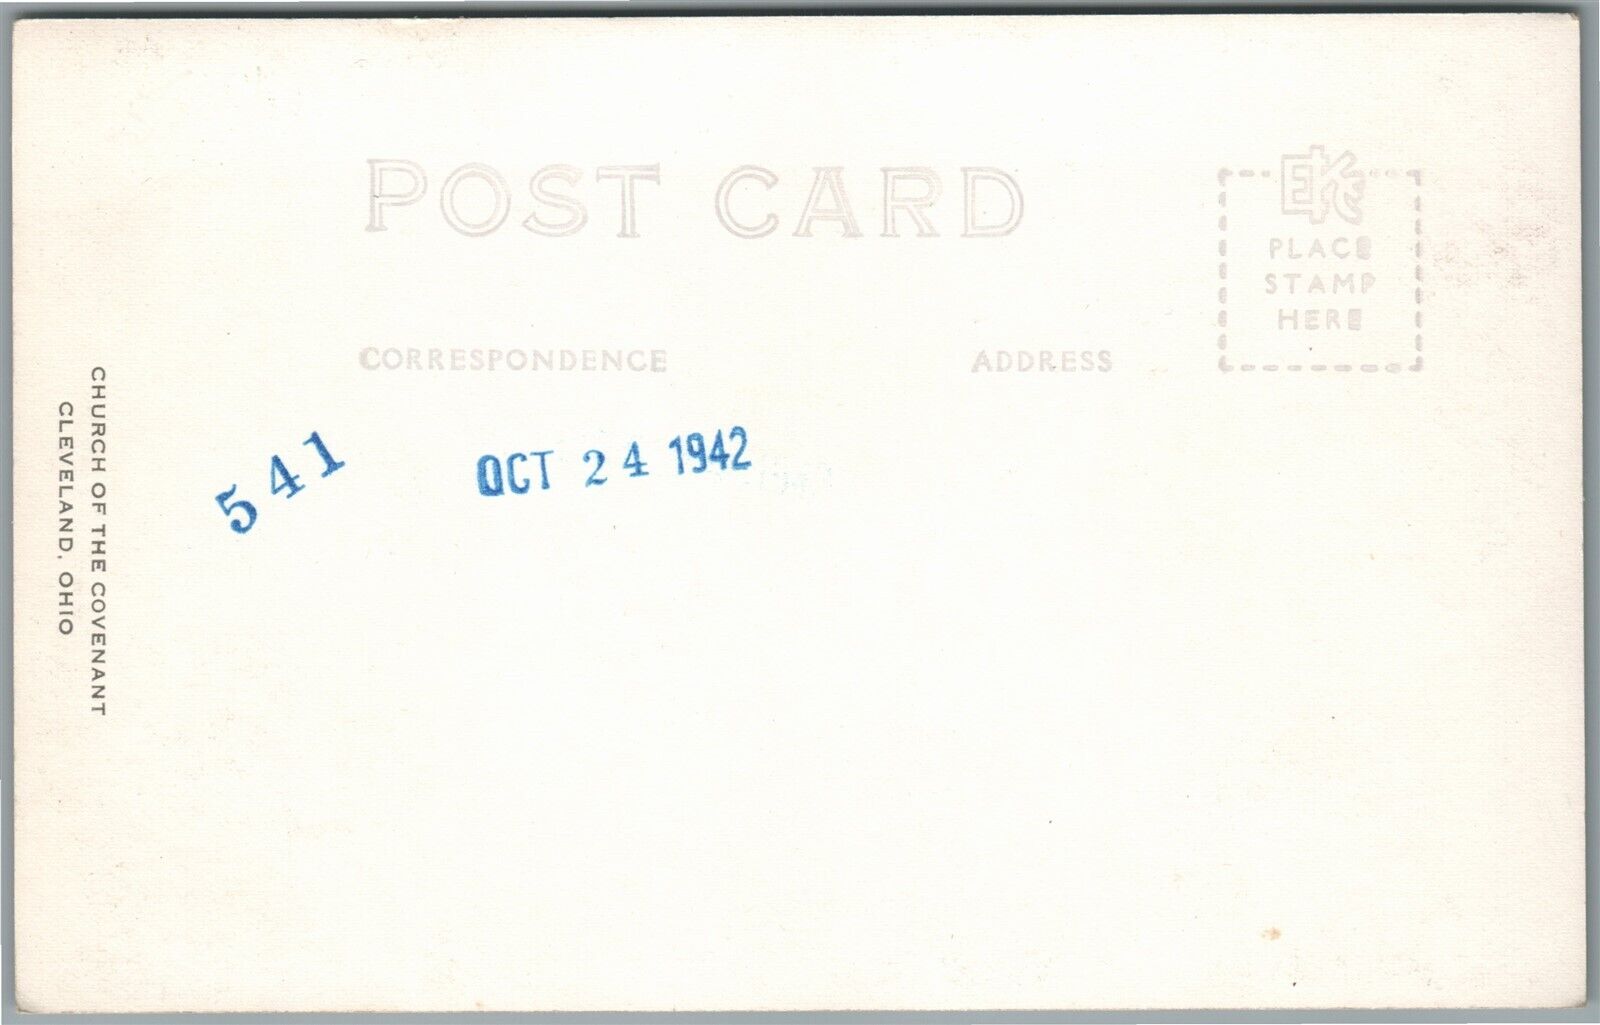 POST CARD
EKC
PLACE
STAMP
HERE
CORRESPONDENCE
ADDRESS
541
OCT 24 1942
CHURCH OF THE COVENANT
CLEVELAND, OHIO